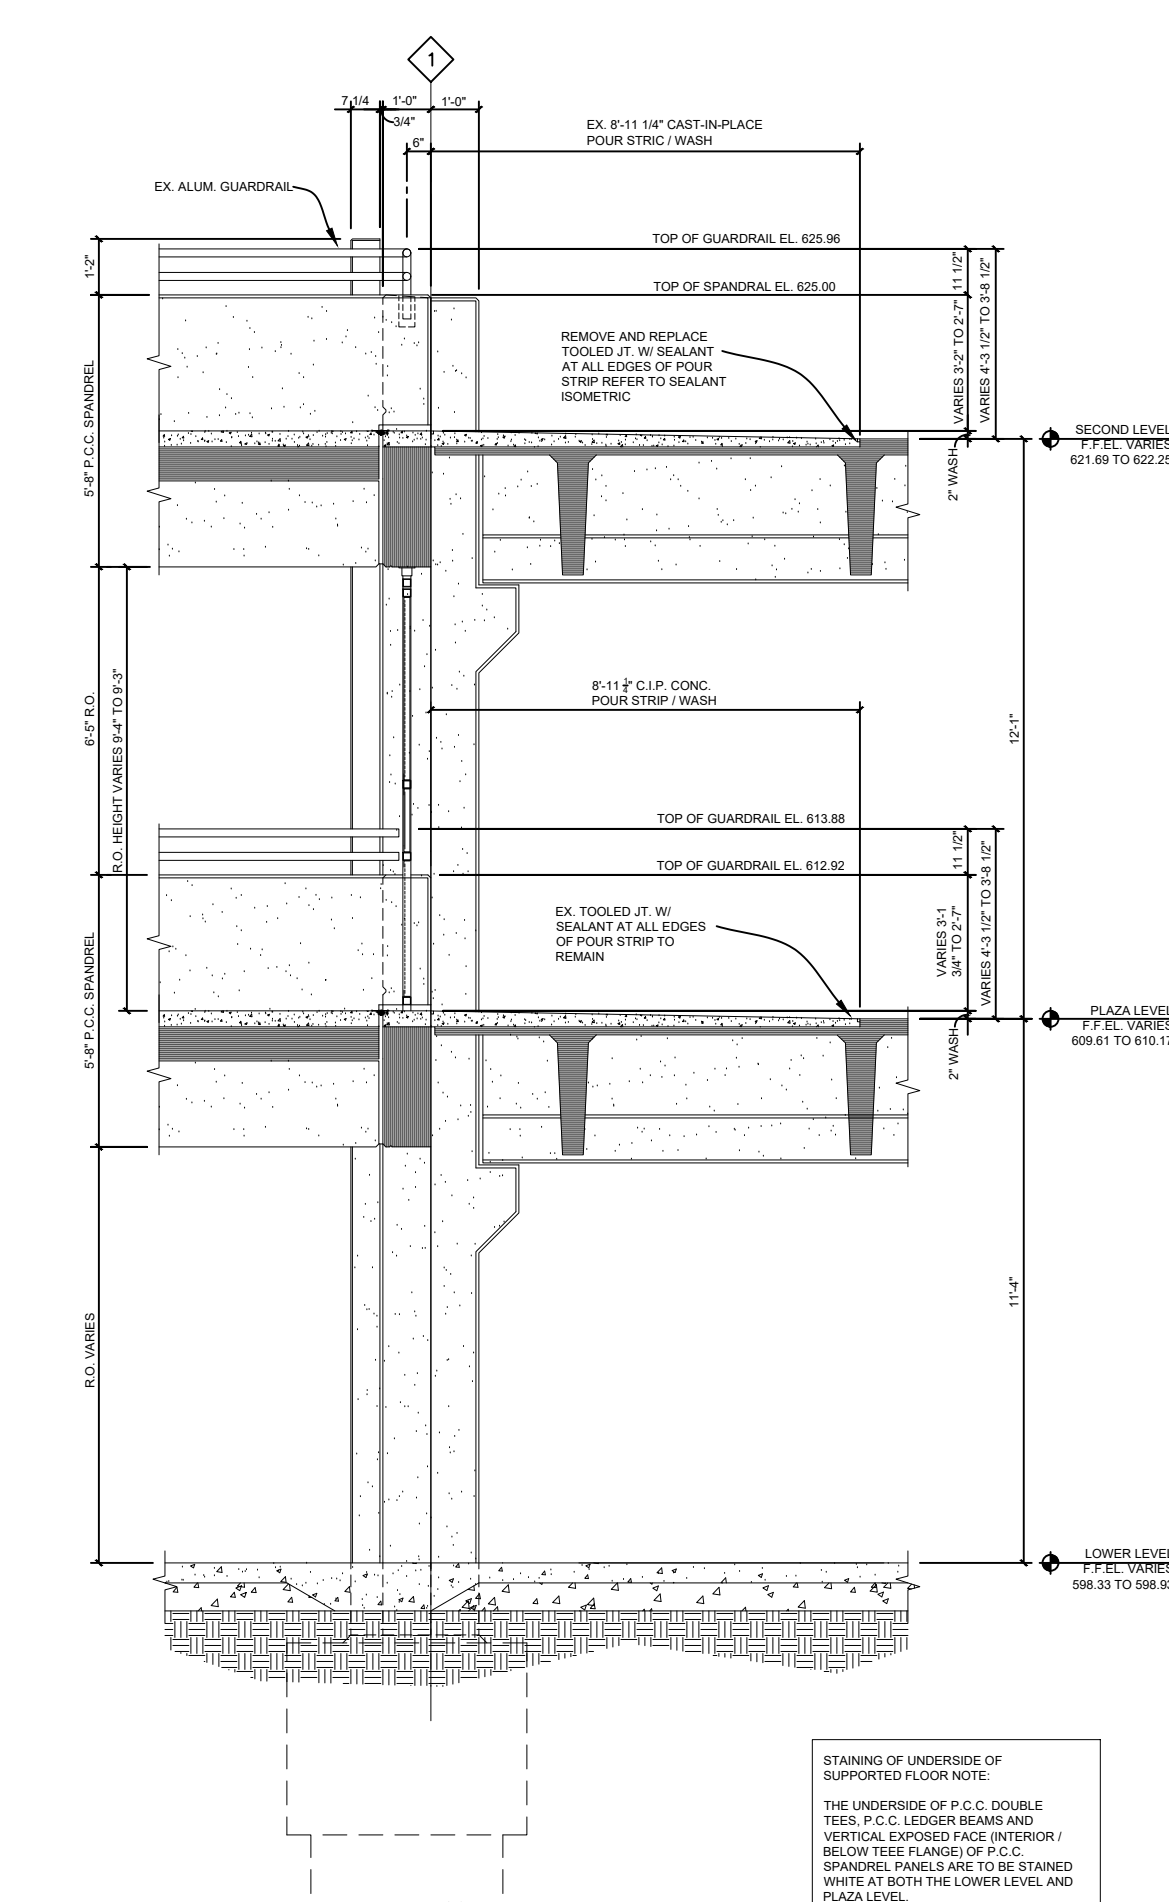 1
7 1/4
1'-0"
1'-0"
3/4"
6"
EX. 8'-11 1/4" CAST-IN-PLACE
POUR STRIC / WASH
EX. ALUM. GUARDRAIL
TOP OF GUARDRAIL EL. 625.96
TOP OF SPANDRAL EL. 625.00
1'-2"
11 1/2"
VARIES 3'-2" TO 2'-7"
VARIES 4'-3 1/2" TO 3'-8 1/2"
REMOVE AND REPLACE
TOOLED JT. W/ SEALANT
AT ALL EDGES OF POUR
STRIP REFER TO SEALANT
ISOMETRIC
5'-8" P.C.C. SPANDREL
2" WASH
SECOND LEVEL
F.F.EL. VARIES
621.69 TO 622.25
6'-5" R.O.
R.O. HEIGHT VARIES 9'-4" TO 9'-3"
8'-11 1/4" C.I.P. CONC.
POUR STRIP / WASH
12'-1"
TOP OF GUARDRAIL EL. 613.88
TOP OF GUARDRAIL EL. 612.92
11 1/2"
VARIES 3'-1
3/4" TO 2'-7"
VARIES 4'-3 1/2" TO 3'-8 1/2"
EX. TOOLED JT. W/
SEALANT AT ALL EDGES
OF POUR STRIP TO
REMAIN
5'-8" P.C.C. SPANDREL
2" WASH
PLAZA LEVEL
F.F.EL. VARIES
609.61 TO 610.17
11'-4"
R.O. VARIES
LOWER LEVEL
F.F.EL. VARIES
598.33 TO 598.93
STAINING OF UNDERSIDE OF
SUPPORTED FLOOR NOTE:
THE UNDERSIDE OF P.C.C. DOUBLE
TEES, P.C.C. LEDGER BEAMS AND
VERTICAL EXPOSED FACE (INTERIOR /
BELOW TEEE FLANGE) OF P.C.C.
SPANDREL PANELS ARE TO BE STAINED
WHITE AT BOTH THE LOWER LEVEL AND
PLAZA LEVEL.